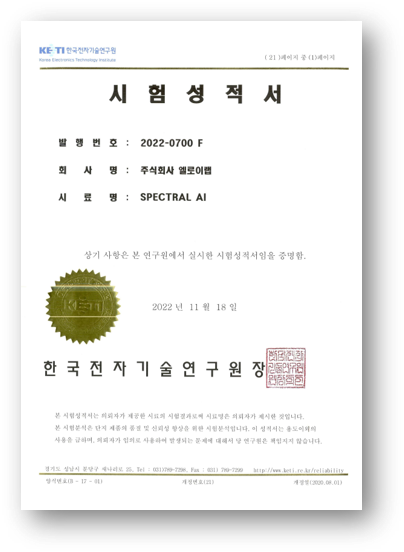 KETI 한국전자기술연구원
Korea Electronics Technology Institute
( 21 )페이지 중 (1)페이지
시험성적서
발 행 번 호 : 2022-0700 F
회 사 명 : 주식회사 엘로이랩
시 료 명 : SPECTRAL AI
상기 사항은 본 연구원에서 실시한 시험성적서임을 증명함.
KETI
2022 년 11 월 18 일
한국전자기술연구원장
본 시험성적서는 의뢰자가 제공한 시료의 시험결과로써 시료명은 의뢰자가 제시한 것입니다.
본 시험분석은 단지 제품의 품질 및 신뢰성 향상을 위한 시험분석입니다. 이 성적서는 용도이외의
사용을 금하며, 의뢰자가 임의로 사용하여 발생되는 문제에 대해서 당 연구원은 책임지지 않습니다.
경기도 성남시 분당구 새나리로 25, Tel : 031)789-7298, Fax : 031) 789-7299 http://www.keti.re.kr/reliability
양식번호(B - 17 - 01) 개정번호(21) 제정일(2020.09.01)